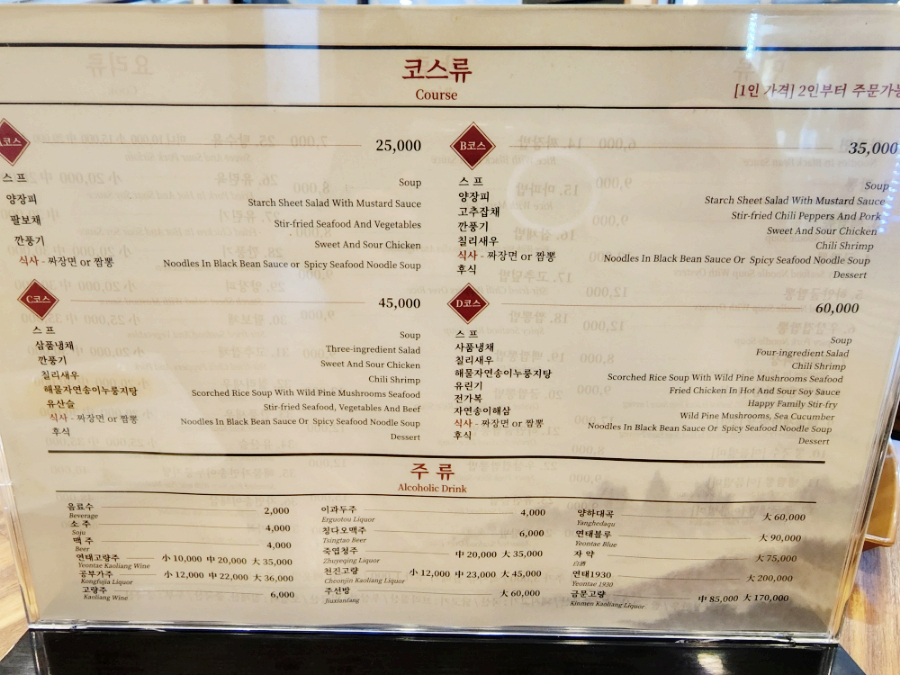 코스류
Course
[1인 가격] 2인부터 주문가능
A코스 25,000
스프 Soup
양장피 Starch Sheet Salad With Mustard Sauce
팔보채 Stir-fried Seafood And Vegetables
깐풍기 Sweet And Sour Chicken
식사 - 짜장면 or 짬뽕 Noodles In Black Bean Sauce Or Spicy Seafood Noodle Soup
B코스 35,000
스프 Soup
양장피 Starch Sheet Salad With Mustard Sauce
고추잡채 Stir-fried Chili Peppers And Pork
깐풍기 Sweet And Sour Chicken
칠리새우 Chili Shrimp
식사 - 짜장면 or 짬뽕 Noodles In Black Bean Sauce Or Spicy Seafood Noodle Soup
후식 Dessert
C코스 45,000
스프 Soup
삼품냉채 Three-ingredient Salad
깐풍기 Sweet And Sour Chicken
칠리새우 Chili Shrimp
해물자연송이누룽지탕 Scorched Rice Soup With Wild Pine Mushrooms Seafood
유산슬 Stir-fried Seafood, Vegetables And Beef
식사 - 짜장면 or 짬뽕 Noodles In Black Bean Sauce Or Spicy Seafood Noodle Soup
후식 Dessert
D코스 60,000
스프 Soup
사품냉채 Four-ingredient Salad
칠리새우 Chili Shrimp
해물자연송이누룽지탕 Scorched Rice Soup With Wild Pine Mushrooms Seafood
유린기 Fried Chicken In Hot And Sour Soy Sauce
전가복 Happy Family Stir-fry
자연송이해삼 Wild Pine Mushrooms, Sea Cucumber
식사 - 짜장면 or 짬뽕 Noodles In Black Bean Sauce Or Spicy Seafood Noodle Soup
후식 Dessert
주류
Alcoholic Drink
음료수 2,000
Beverage
소주 4,000
Soju
맥주 4,000
Beer
연태고량주 小 10,000 中 20,000 大 35,000
Yeontae Kaoliang Wine
공부가주 小 12,000 中 22,000 大 36,000
Kongfujia Liquor
고량주 6,000
Kaoliang Wine
이과두주 4,000
Erguotou Liquor
칭다오맥주 6,000
Tsingtao Beer
죽엽청주 中 20,000 大 35,000
Zhuyeqing Liquor
천진고량 小 12,000 中 23,000 大 45,000
Cheonjin Kaoliang Liquor
주선방 大 60,000
Jiuxianfang
양하대곡 大 60,000
Yanghedaqu
연태블루 大 90,000
Yeontae Blue
자약 大 75,000
白酒
연태1930 大 200,000
Yeontae 1930
금문고량 中 85,000 大 170,000
Kinmen Kaoliang Liquor